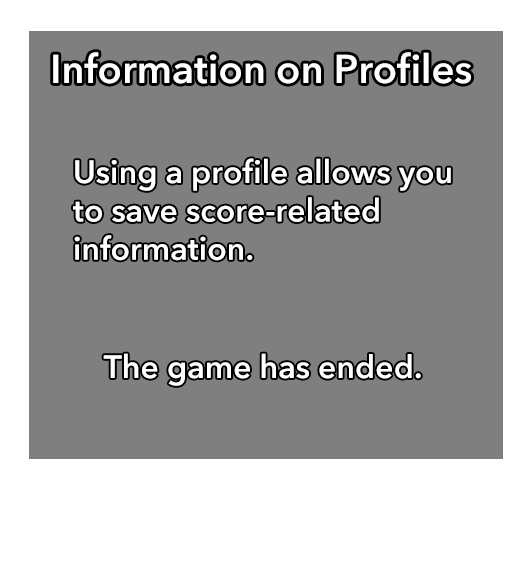 Information on Profiles
Using a profile allows you
to save score-related
information.
The game has ended.